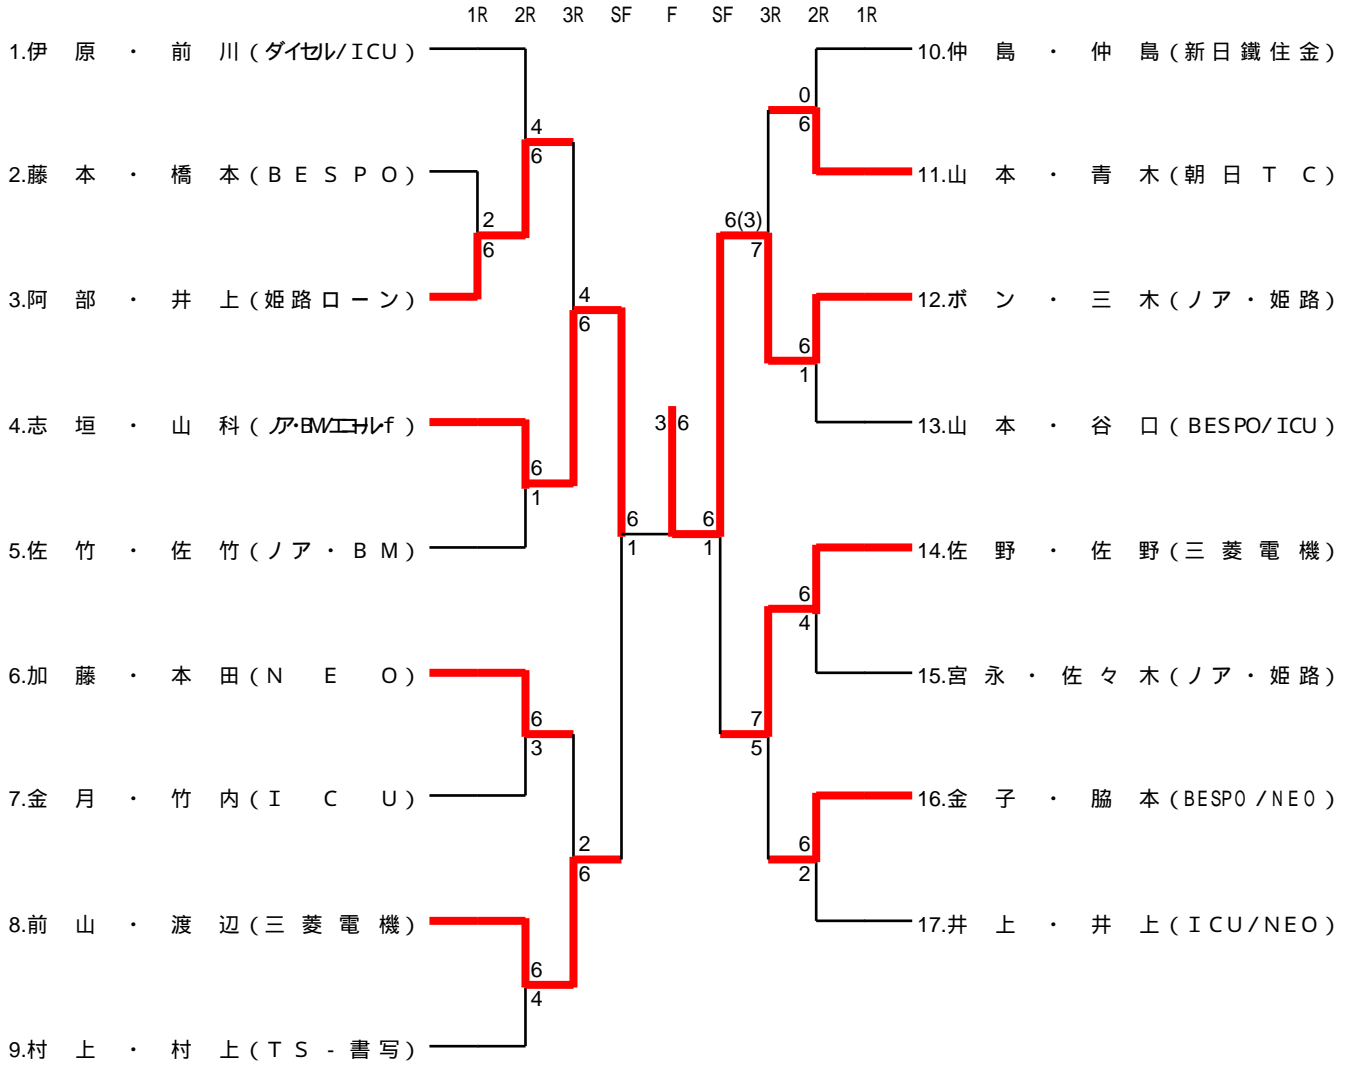 1R 2R 3R SF F SF 3R 2R 1R
1.伊原・前川(ダイセル/ICU)
2.藤本・橋本(BESPO)
3.阿部・井上(姫路ローン)
4.志垣・山科(ノア・BM/エコールf)
5.佐竹・佐竹(ノア・BM)
6.加藤・本田(NEO)
7.金月・竹内(ICU)
8.前山・渡辺(三菱電機)
9.村上・村上(TS-書写)
4
6
2
6
4
6
6
1
6
1
6
3
2
6
6
4
3 6
10.仲島・仲島(新日鐵住金)
11.山本・青木(朝日TC)
12.ボン・三木(ノア・姫路)
13.山本・谷口(BESPO/ICU)
14.佐野・佐野(三菱電機)
15.宮永・佐々木(ノア・姫路)
16.金子・脇本(BESPO/NEO)
17.井上・井上(ICU/NEO)
0
6
6(3)
7
6
1
6
1
6
4
7
5
6
2